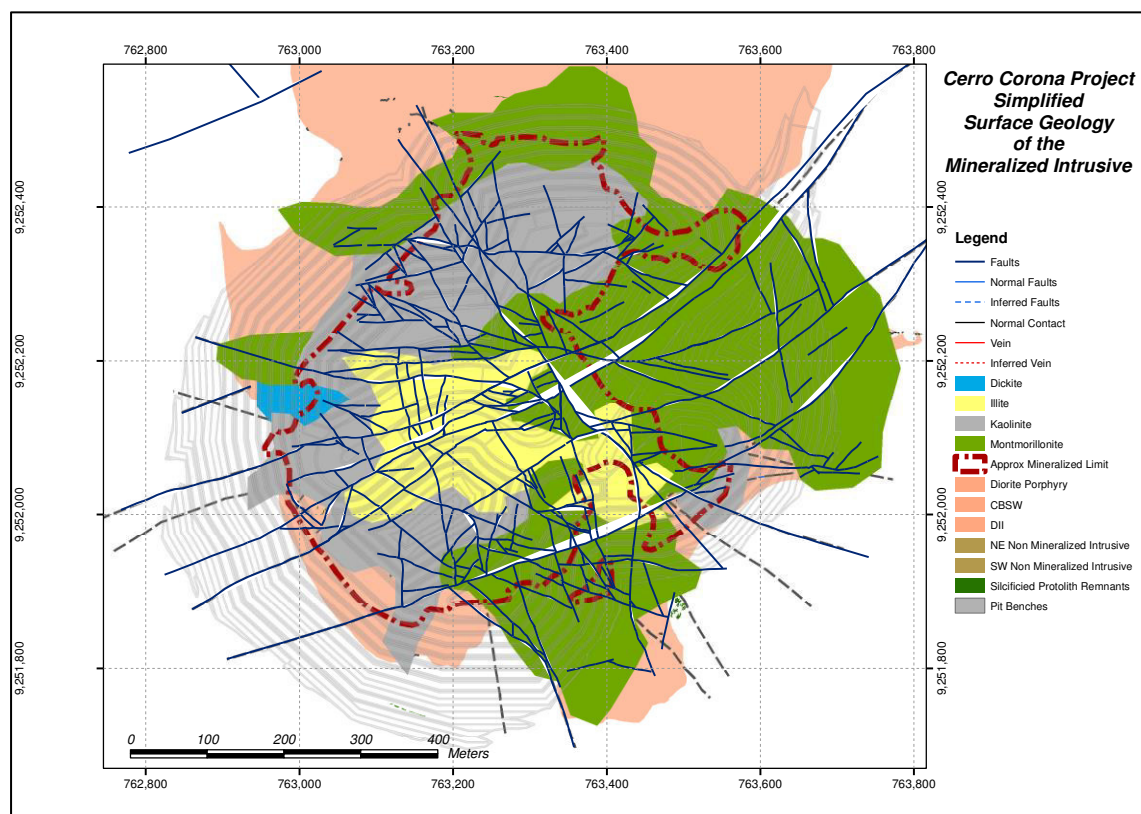 762,800 763,000 763,200 763,400 763,600 763,800
Cerro Corona Project
Simplified
Surface Geology
of the
Mineralized Intrusive
9,252,400
9,252,400
Legend
Faults
Normal Faults
Inferred Faults
Normal Contact
Vein
Inferred Vein
Dickite
Illite
Kaolinite
Montmorillonite
Approx Mineralized Limit
Diorite Porphyry
CBSW
DII
NE Non Mineralized Intrusive
SW Non Mineralized Intrusive
Silcificied Protolith Remnants
Pit Benches
9,252,200
9,252,200
9,252,000
9,252,000
9,251,800
9,251,800
0 100 200 300 400
Meters
762,800 763,000 763,200 763,400 763,600 763,800